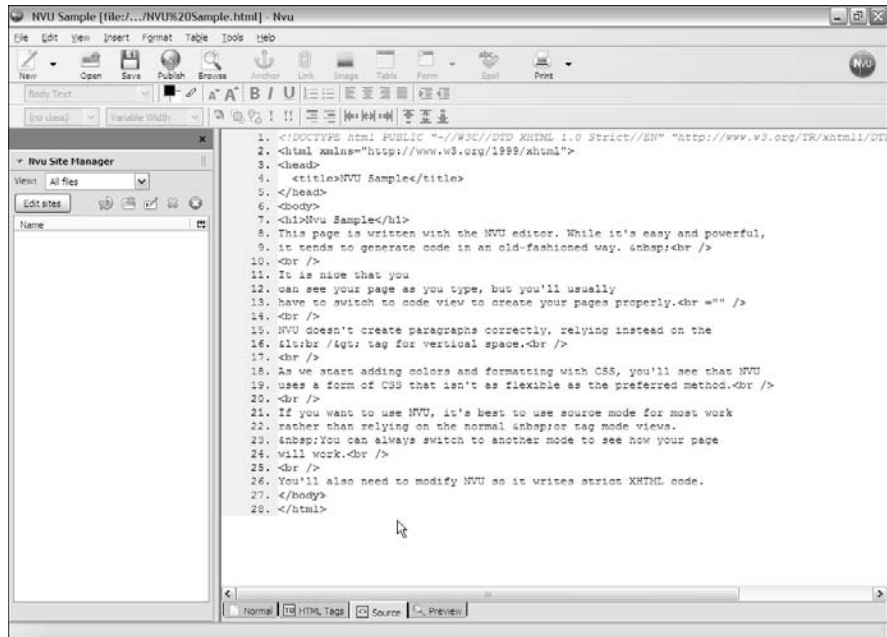 NVU Sample [file:/.../NVU%20Sample.html] - Nvu
File Edit View Insert Format Table Tools Help
New Open Save Publish Browse Anchor Link Image Table Form Spell Print
Nvu
Body Text
B I U
(no class) Variable Width
Nvu Site Manager
View: All files
Edit sites
Name
1. <!DOCTYPE html PUBLIC "-//W3C//DTD XHTML 1.0 Strict//EN" "http://www.w3.org/TR/xhtml1/DT
2. <html xmlns="http://www.w3.org/1999/xhtml">
3. <head>
4. <title>NVU Sample</title>
5. </head>
6. <body>
7. <h1>Nvu Sample</h1>
8. This page is written with the NVU editor. While it's easy and powerful,
9. it tends to generate code in an old-fashioned way. &nbsp;<br />
10. <br />
11. It is nice that you
12. can see your page as you type, but you'll usually
13. have to switch to code view to create your pages properly.<br ="" />
14. <br />
15. NVU doesn't create paragraphs correctly, relying instead on the
16. &lt;br /&gt; tag for vertical space.<br />
17. <br />
18. As we start adding colors and formatting with CSS, you'll see that NVU
19. uses a form of CSS that isn't as flexible as the preferred method.<br />
20. <br />
21. If you want to use NVU, it's best to use source mode for most work
22. rather than relying on the normal &nbsp;or tag mode views.
23. &nbsp;You can always switch to another mode to see how your page
24. will work.<br />
25. <br />
26. You'll also need to modify NVU so it writes strict XHTML code.
27. </body>
28. </html>
Normal HTML Tags Source Preview